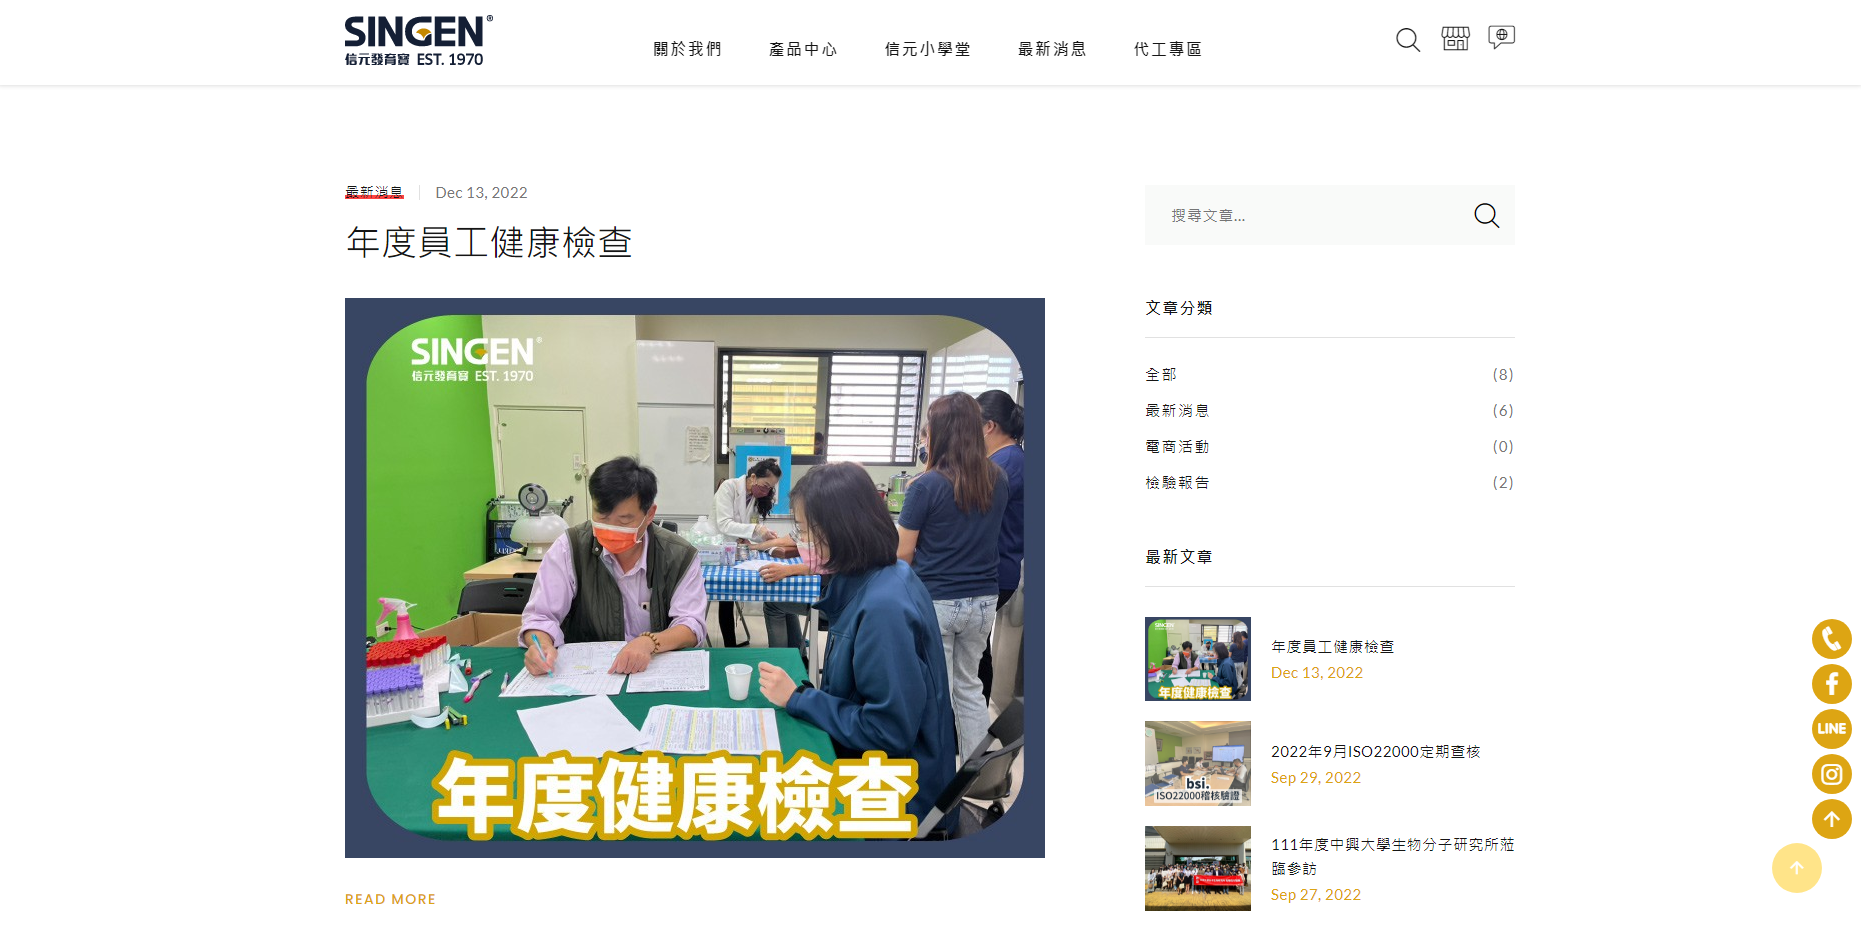 SINGEN®
信元發育寶 EST. 1970
關於我們
產品中心
信元小學堂
最新消息
代工專區
最新消息
Dec 13, 2022
年度員工健康檢查
SINGEN®
信元發育寶 EST. 1970
年度健康檢查
READ MORE
搜尋文章...
文章分類
全部 (8)
最新消息 (6)
電商活動 (0)
檢驗報告 (2)
最新文章
SINGEN
年度健康檢查
年度員工健康檢查
Dec 13, 2022
bsi.
ISO22000稽核驗證
2022年9月ISO22000定期查核
Sep 29, 2022
111年度中興大學生物分子研究所蒞
臨參訪
Sep 27, 2022
LINE